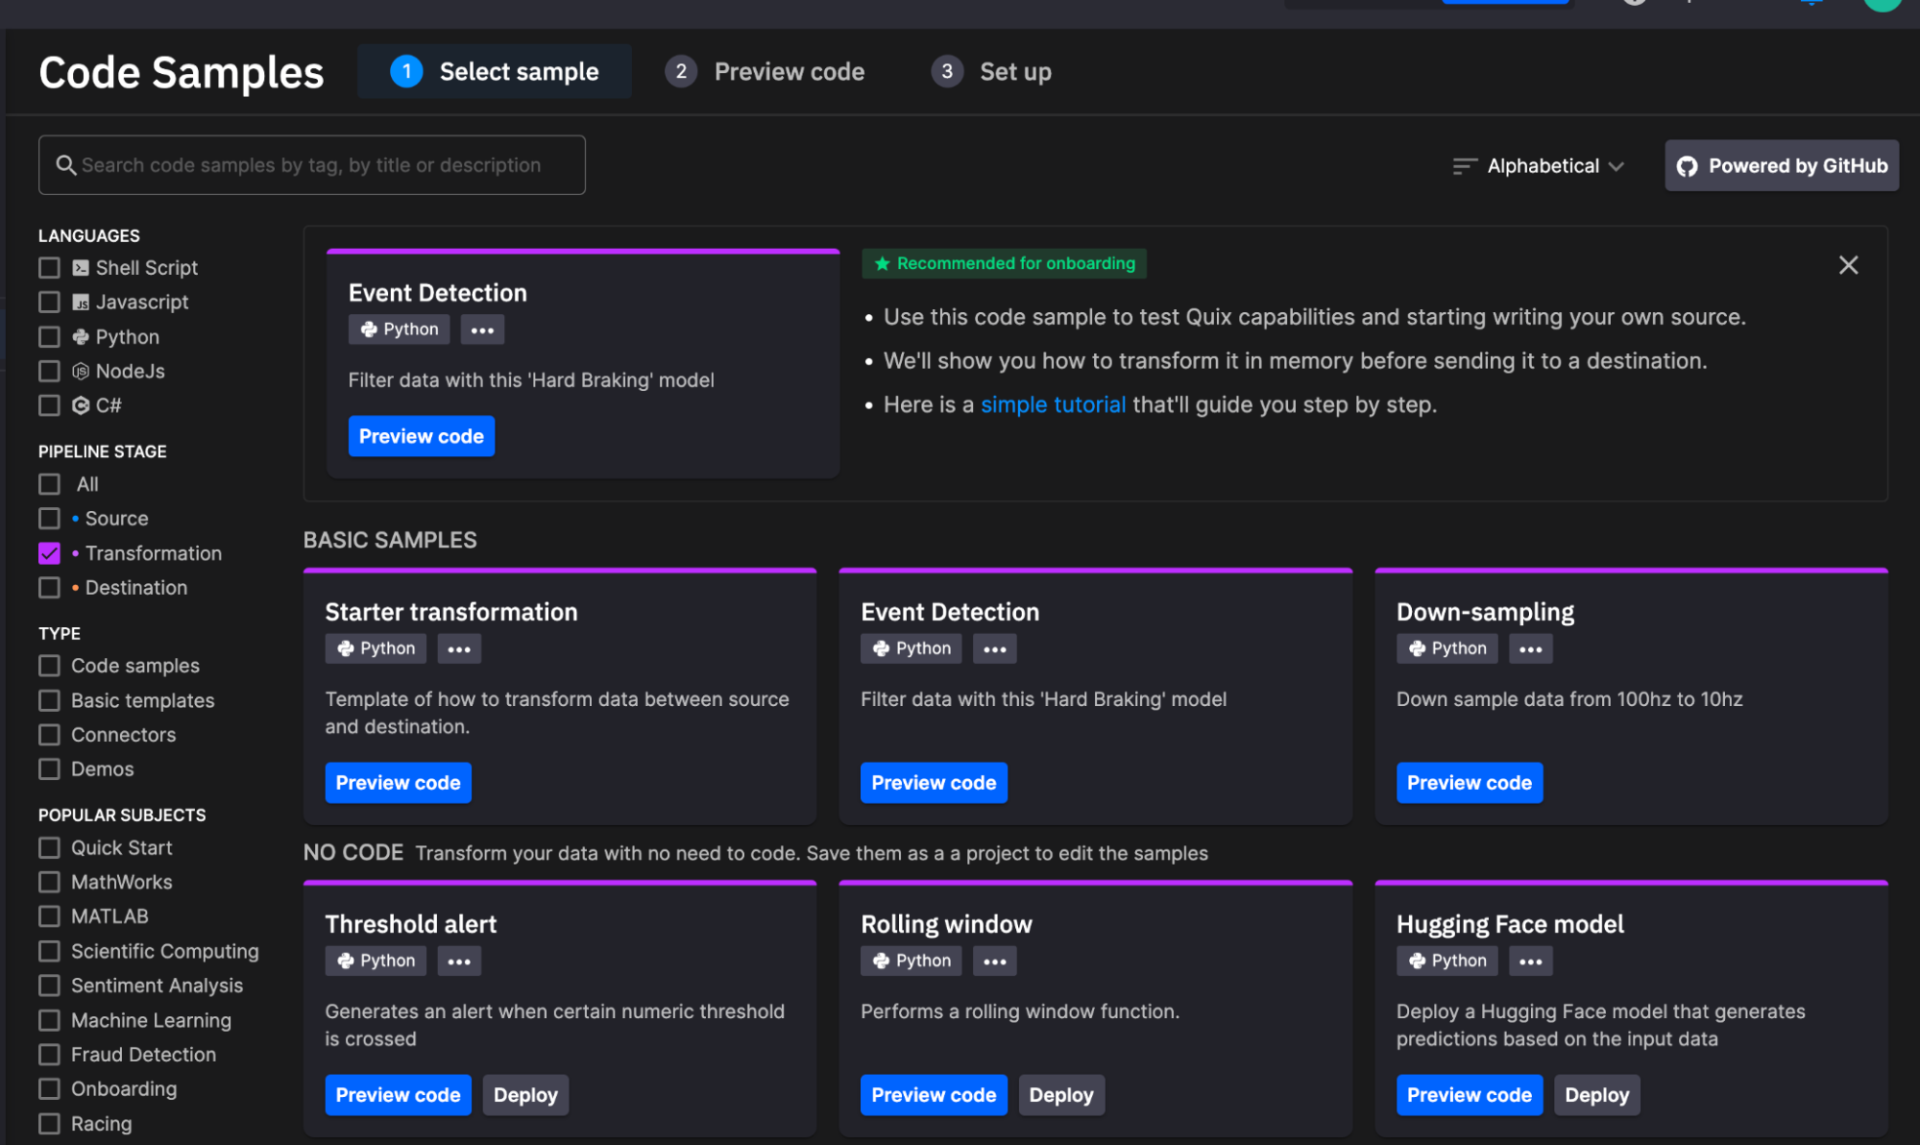 Code Samples
1 Select sample
2 Preview code
3 Set up
Search code samples by tag, by title or description
Alphabetical
Powered by GitHub
LANGUAGES
Shell Script
Javascript
Python
NodeJs
C#
PIPELINE STAGE
All
Source
Transformation
Destination
TYPE
Code samples
Basic templates
Connectors
Demos
POPULAR SUBJECTS
Quick Start
MathWorks
MATLAB
Scientific Computing
Sentiment Analysis
Machine Learning
Fraud Detection
Onboarding
Racing
Event Detection
Python •••
Filter data with this 'Hard Braking' model
Preview code
★ Recommended for onboarding
• Use this code sample to test Quix capabilities and starting writing your own source.
• We'll show you how to transform it in memory before sending it to a destination.
• Here is a simple tutorial that'll guide you step by step.
BASIC SAMPLES
Starter transformation
Python •••
Template of how to transform data between source
and destination.
Preview code
Event Detection
Python •••
Filter data with this 'Hard Braking' model
Preview code
Down-sampling
Python •••
Down sample data from 100hz to 10hz
Preview code
NO CODE Transform your data with no need to code. Save them as a a project to edit the samples
Threshold alert
Python •••
Generates an alert when certain numeric threshold
is crossed
Preview code Deploy
Rolling window
Python •••
Performs a rolling window function.
Preview code Deploy
Hugging Face model
Python •••
Deploy a Hugging Face model that generates
predictions based on the input data
Preview code Deploy